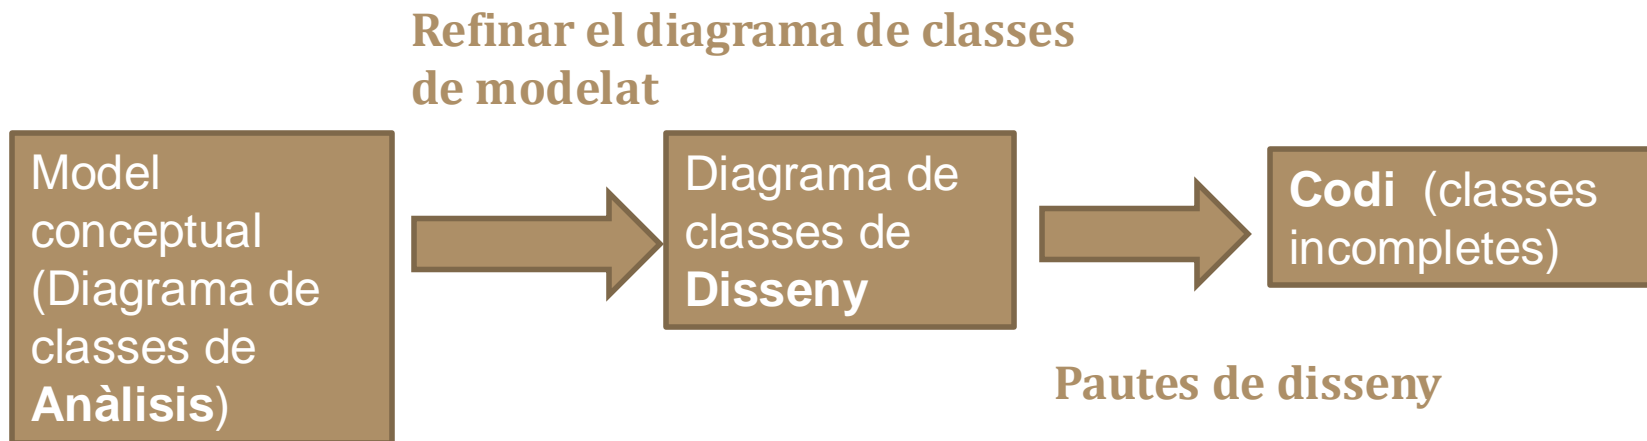 Refinar el diagrama de classes
de modelat
Model
conceptual
(Diagrama de
classes de
Anàlisis)
Diagrama de
classes de
Disseny
Codi (classes
incompletes)
Pautes de disseny